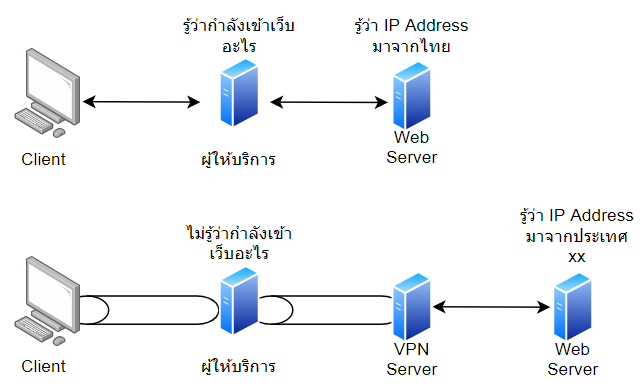 รู้ว่ากำลังเข้าเว็บ
อะไร
รู้ว่า IP Address
มาจากไทย
Client
ผู้ให้บริการ
Web
Server
ไม่รู้ว่ากำลังเข้า
เว็บอะไร
รู้ว่า IP Address
มาจากประเทศ
xx
Client
ผู้ให้บริการ
VPN
Server
Web
Server